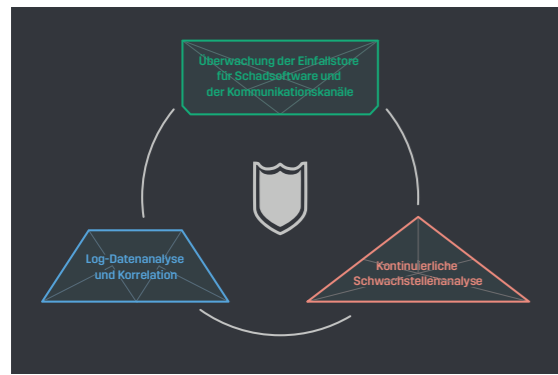 Überwachung der Einfallstore
für Schadsoftware und
der Kommunikationskanäle
Log-Datenanalyse
und Korrelation
Kontinuierliche
Schwachstellenanalyse